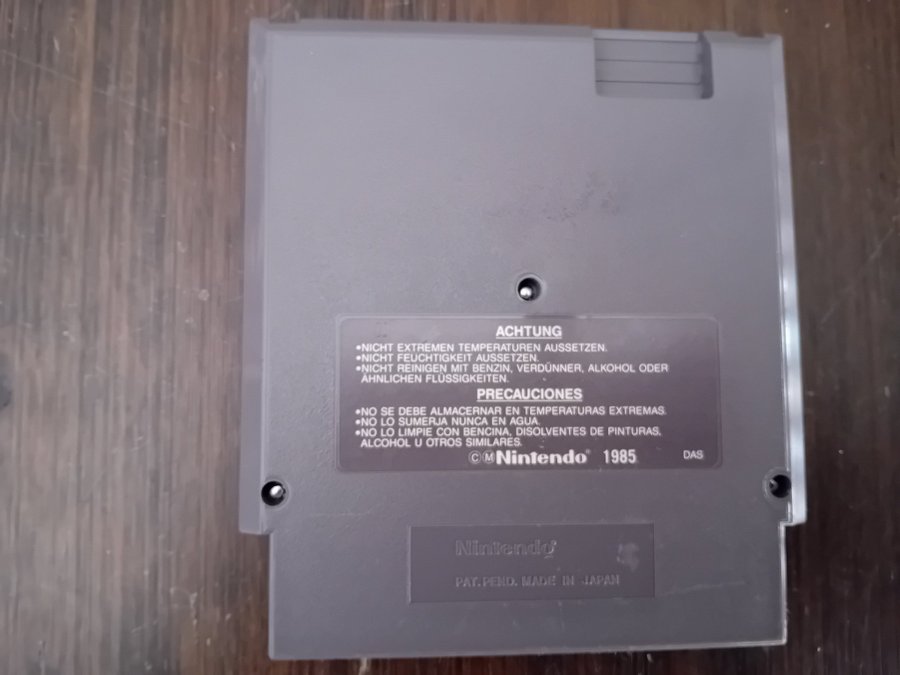 ACHTUNG
•NICHT EXTREMEN TEMPERATUREN AUSSETZEN.
•NICHT FEUCHTIGKEIT AUSSETZEN.
•NICHT REINIGEN MIT BENZIN, VERDÜNNER, ALKOHOL ODER
ÄHNLICHEN FLÜSSIGKEITEN.
PRECAUCIONES
•NO SE DEBE ALMACERNAR EN TEMPERATURAS EXTREMAS.
•NO LO SUMERJA NUNCA EN AGUA.
•NO LO LIMPIE CON BENCINA, DISOLVENTES DE PINTURAS,
ALCOHOL U OTROS SIMILARES.
ⒸⓂNintendo® 1985 DAS
Nintendo®
PAT. PEND. MADE IN JAPAN